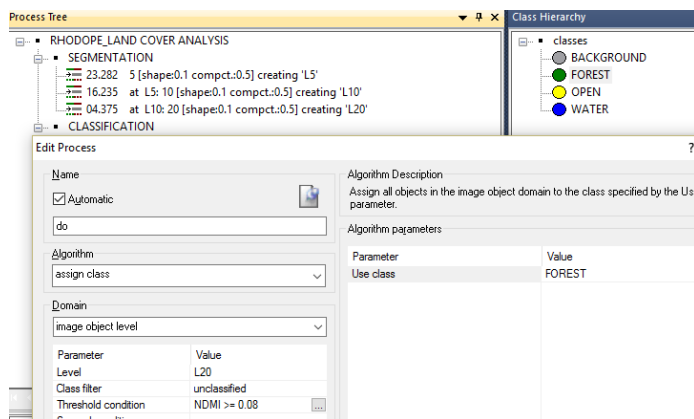 Process Tree
RHODOPE_LAND COVER ANALYSIS
SEGMENTATION
23.282 5 [shape:0.1 compct.:0.5] creating 'L5'
16.235 at L5: 10 [shape:0.1 compct.:0.5] creating 'L10'
04.375 at L10: 20 [shape:0.1 compct.:0.5] creating 'L20'
CLASSIFICATION
Class Hierarchy
classes
BACKGROUND
FOREST
OPEN
WATER
Edit Process ?
Name
Automatic
do
Algorithm
assign class
Domain
image object level
Parameter Value
Level L20
Class filter unclassified
Threshold condition NDMI >= 0.08 ...
Algorithm Description
Assign all objects in the image object domain to the class specified by the Us
parameter.
Algorithm parameters
Parameter Value
Use class FOREST